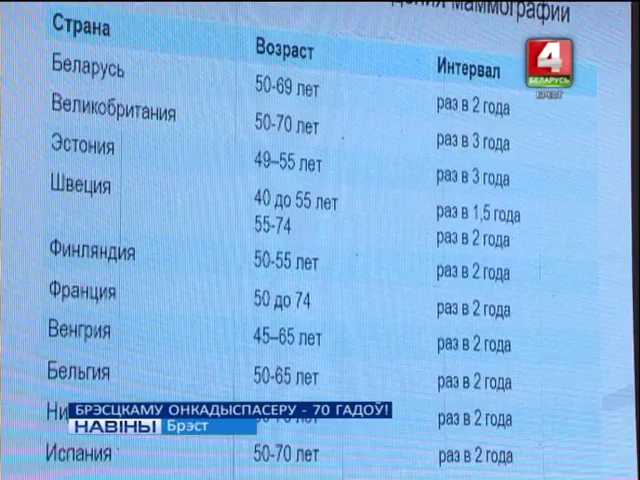 маммографии
Страна Возраст Интервал
Беларусь 50-69 лет раз в 2 года
Великобритания 50-70 лет раз в 3 года
Эстония 49–55 лет раз в 3 года
Швеция 40 до 55 лет раз в 1,5 года
55-74 раз в 2 года
Финляндия 50-55 лет раз в 2 года
Франция 50 до 74 раз в 2 года
Венгрия 45–65 лет раз в 2 года
Бельгия 50-65 лет раз в 2 года
раз в 2 года
Испания 50-70 лет раз в 2 года
4
БЕЛАРУСЬ
БРЕСТ
БРЭСЦКАМУ ОНКАДЫСПАСЕРУ - 70 ГАДОЎ!
НАВІНЫ Брэст